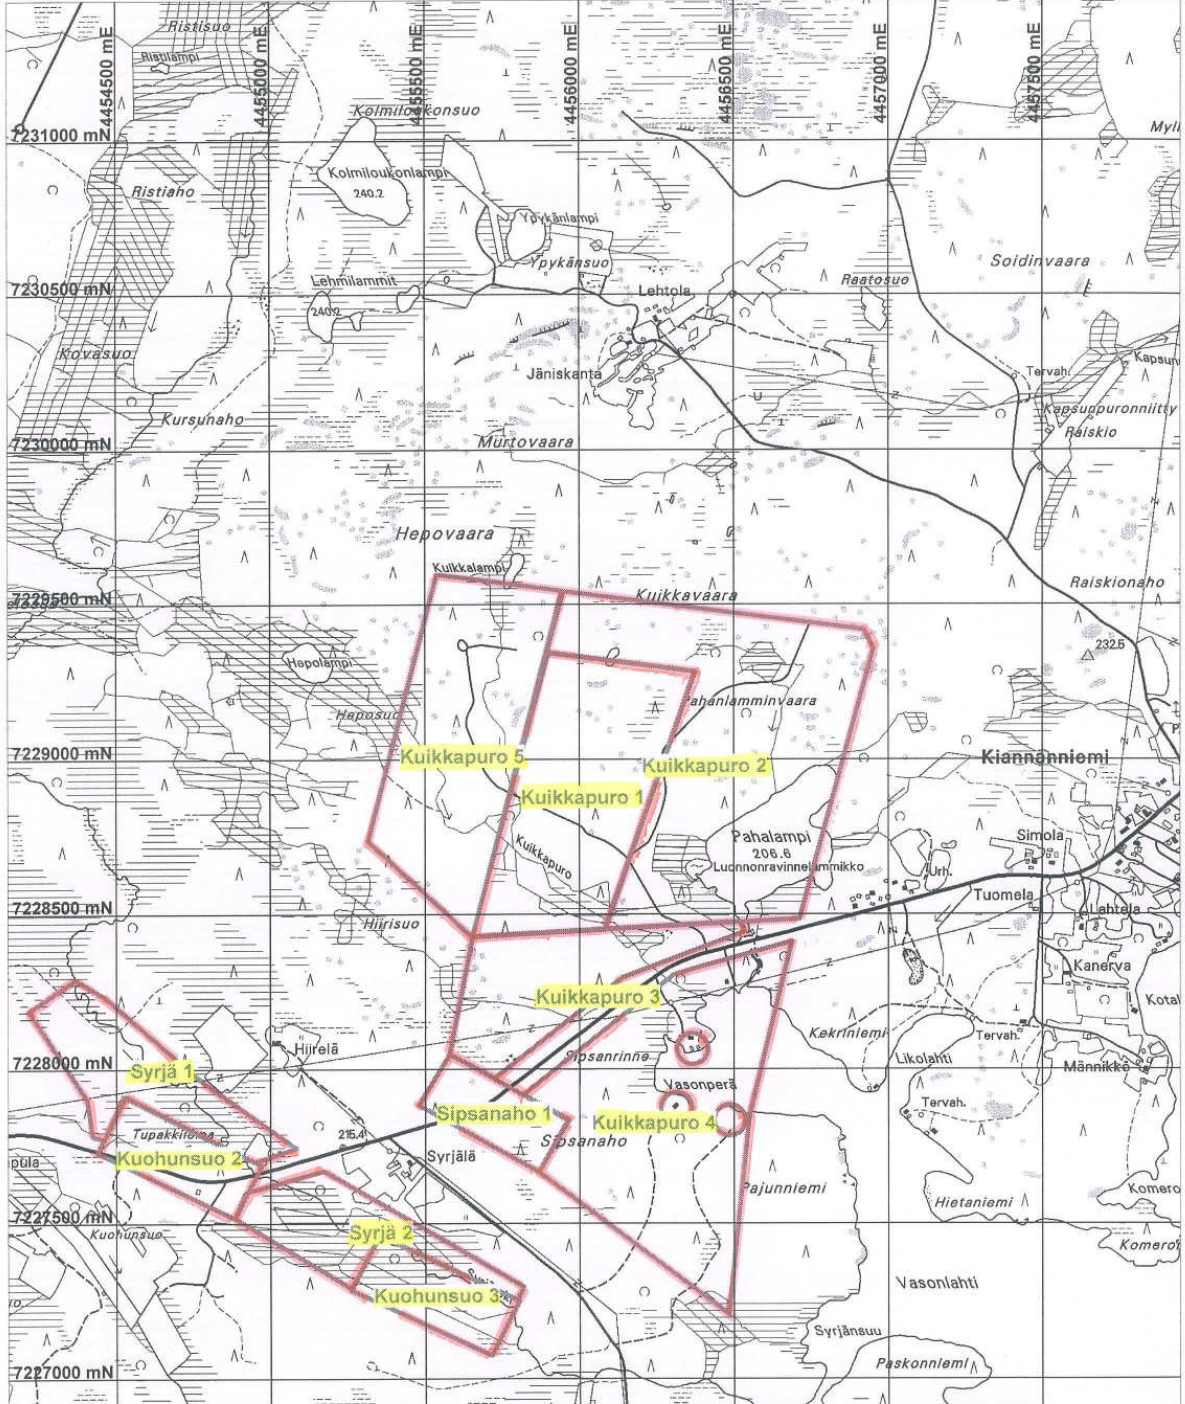 Ristisuo
Ristilampi
4454500 mE
4455000 mE
4455500 mE
4456000 mE
4456500 mE
4457000 mE
4457500 mE
Kolmiloukonsuo
7231000 mN
Kolmiloukonlampi
240.2
Ristiaho
Ypykänlampi
Ypykänsuo
Soidinvaara
Lehmilammit
Lehtola
Raatosuo
7230500 mN
240.2
Kovasuo
Jäniskanta
Tervah.
Kapsunpuronniitty
Kursunaho
Räiskiö
7230000 mN
Murtovaara
U
Hepovaara
Kuikkalampi
Raiskionaho
7229500 mN
Kuikkavaara
232.5
Hepolampi
Heposuo
Pahanlamminvaara
7229000 mN
Kuikkapuro 5
Kuikkapuro 2
Kiannanniemi
Kuikkapuro 1
Pahalampi
206.6
Simola
Kuikkapuro
Luonnonravinnelammikko
Urh.
Tuomela
7228500 mN
Lahtela
Hiirisuo
Kanerva
Kuikkapuro 3
Kekriniemi
Tervah.
Hiirelä
Sipsanrinne
Likolahti
7228000 mN
Männikkö
Syrjä 1
Vasonperä
Tervah.
Sipsanaho 1
Kuikkapuro 4
Tupakkiloma
215.4
Sipsanaho
Kuohunsuo 2
Syrjälä
Pajunniemi
Hietaniemi
7227500 mN
Kuohunsuo
Syrjä 2
Vasonlahti
Kuohunsuo 3
Syrjänsuu
Paskonniemi
7227000 mN